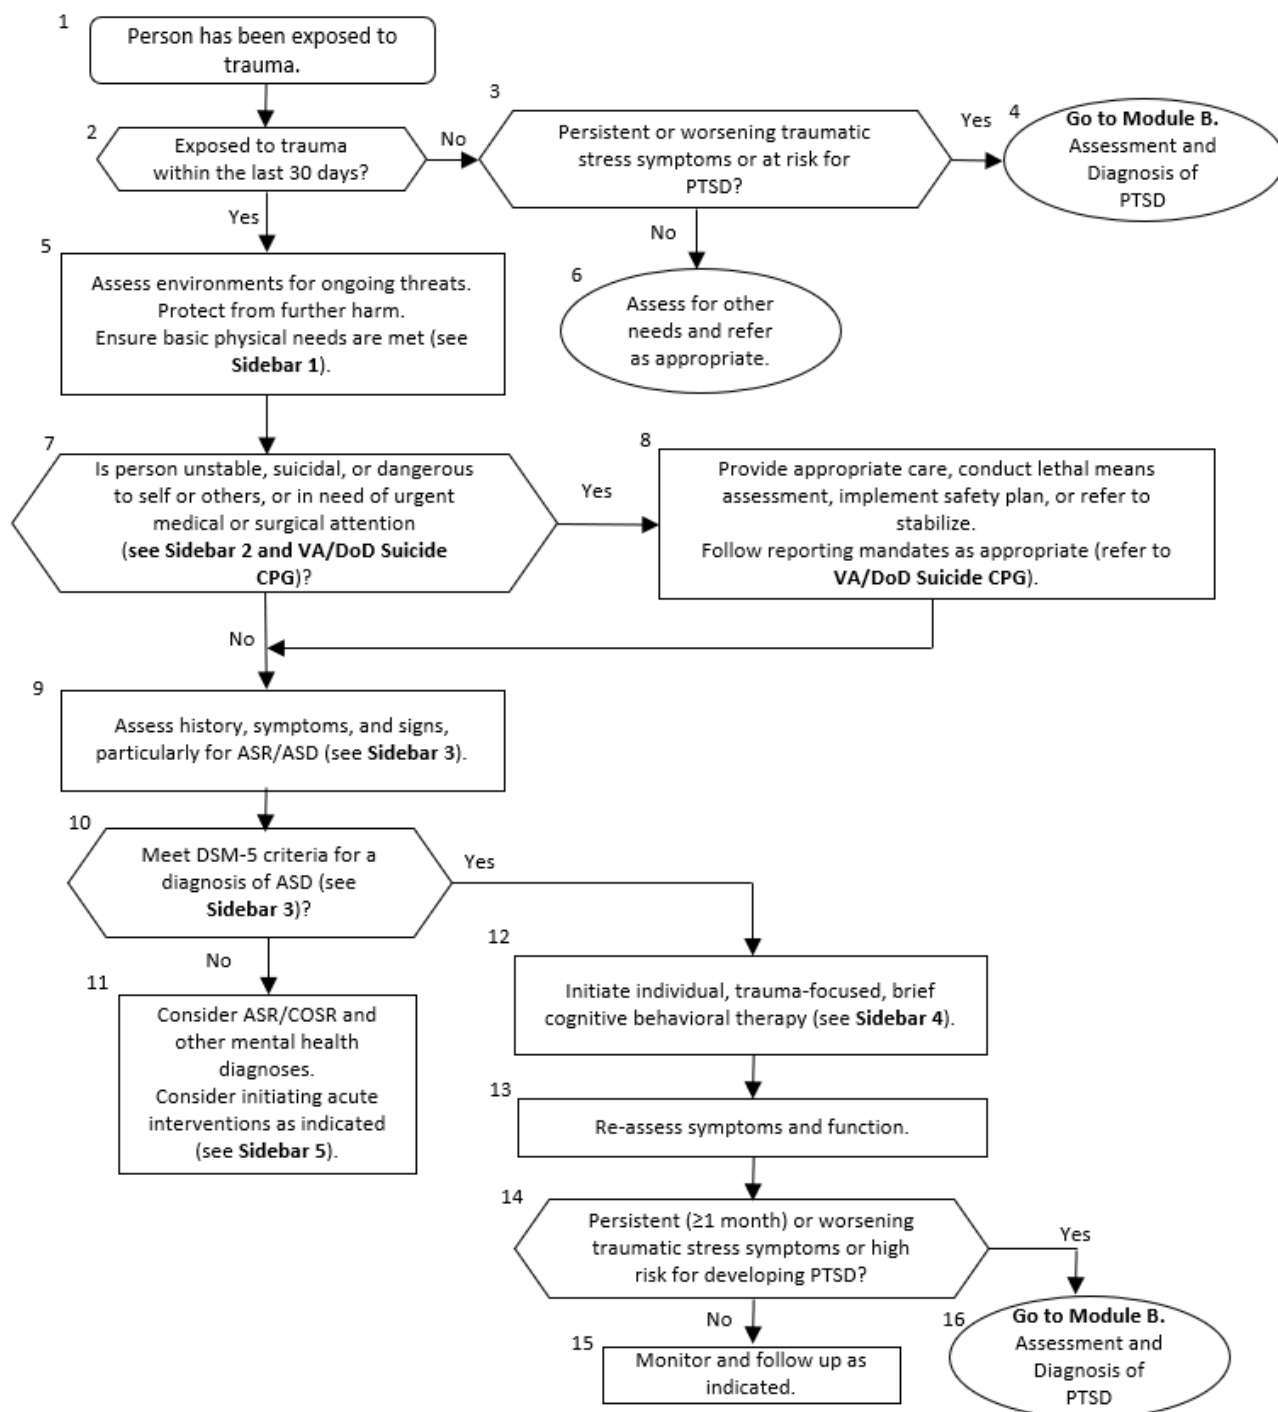 1
Person has been exposed to
trauma.
2
Exposed to trauma
within the last 30 days?
No
3
Persistent or worsening traumatic
stress symptoms or at risk for
PTSD?
Yes
4
Go to Module B.
Assessment and
Diagnosis of
PTSD
Yes
No
5
Assess environments for ongoing threats.
Protect from further harm.
Ensure basic physical needs are met (see
Sidebar 1).
6
Assess for other
needs and refer
as appropriate.
7
Is person unstable, suicidal, or dangerous
to self or others, or in need of urgent
medical or surgical attention
(see Sidebar 2 and VA/DoD Suicide
CPG)?
Yes
8
Provide appropriate care, conduct lethal means
assessment, implement safety plan, or refer to
stabilize.
Follow reporting mandates as appropriate (refer to
VA/DoD Suicide CPG).
No
9
Assess history, symptoms, and signs,
particularly for ASR/ASD (see Sidebar 3).
10
Meet DSM-5 criteria for a
diagnosis of ASD (see
Sidebar 3)?
Yes
No
11
Consider ASR/COSR and
other mental health
diagnoses.
Consider initiating acute
interventions as indicated
(see Sidebar 5).
12
Initiate individual, trauma-focused, brief
cognitive behavioral therapy (see Sidebar 4).
13
Re-assess symptoms and function.
14
Persistent (≥1 month) or worsening
traumatic stress symptoms or high
risk for developing PTSD?
Yes
No
15
Monitor and follow up as
indicated.
16
Go to Module B.
Assessment and
Diagnosis of
PTSD